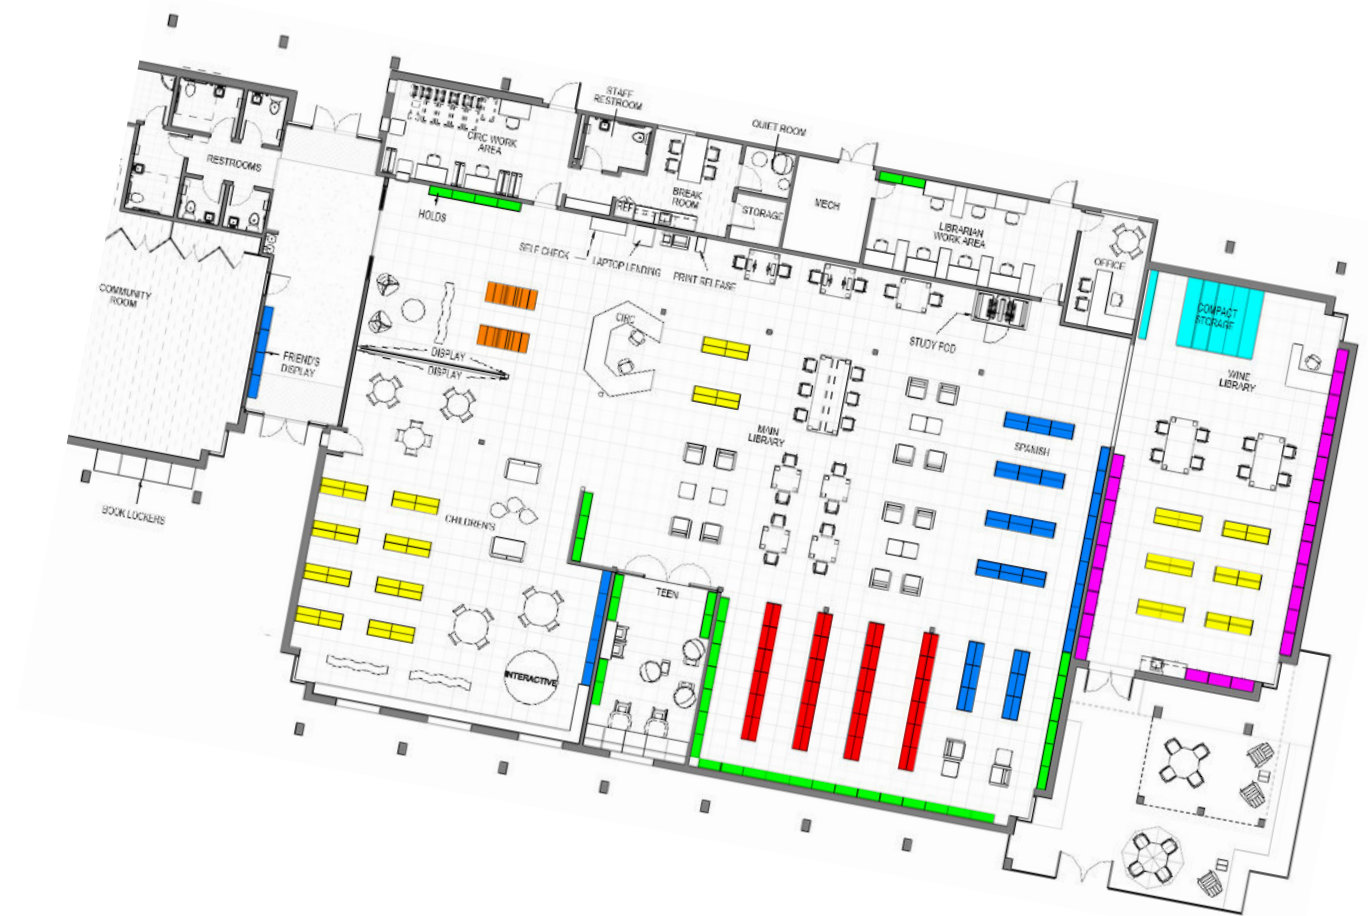 STAFF
RESTROOM
QUIET ROOM
CIRC WORK
AREA
RESTROOMS
BREAK
ROOM
REF
STORAGE
MECH
HOLDS
LIBRARIAN
WORK AREA
SELF CHECK
LAPTOP LENDING
PRINT RELEASE
OFFICE
COMMUNITY
ROOM
COMPACT
STORAGE
CIRC
STUDY POD
FRIEND'S
DISPLAY
DISPLAY
DISPLAY
WINE
LIBRARY
MAIN
LIBRARY
SPANISH
BOOK LOCKERS
CHILDREN'S
TEEN
INTERACTIVE